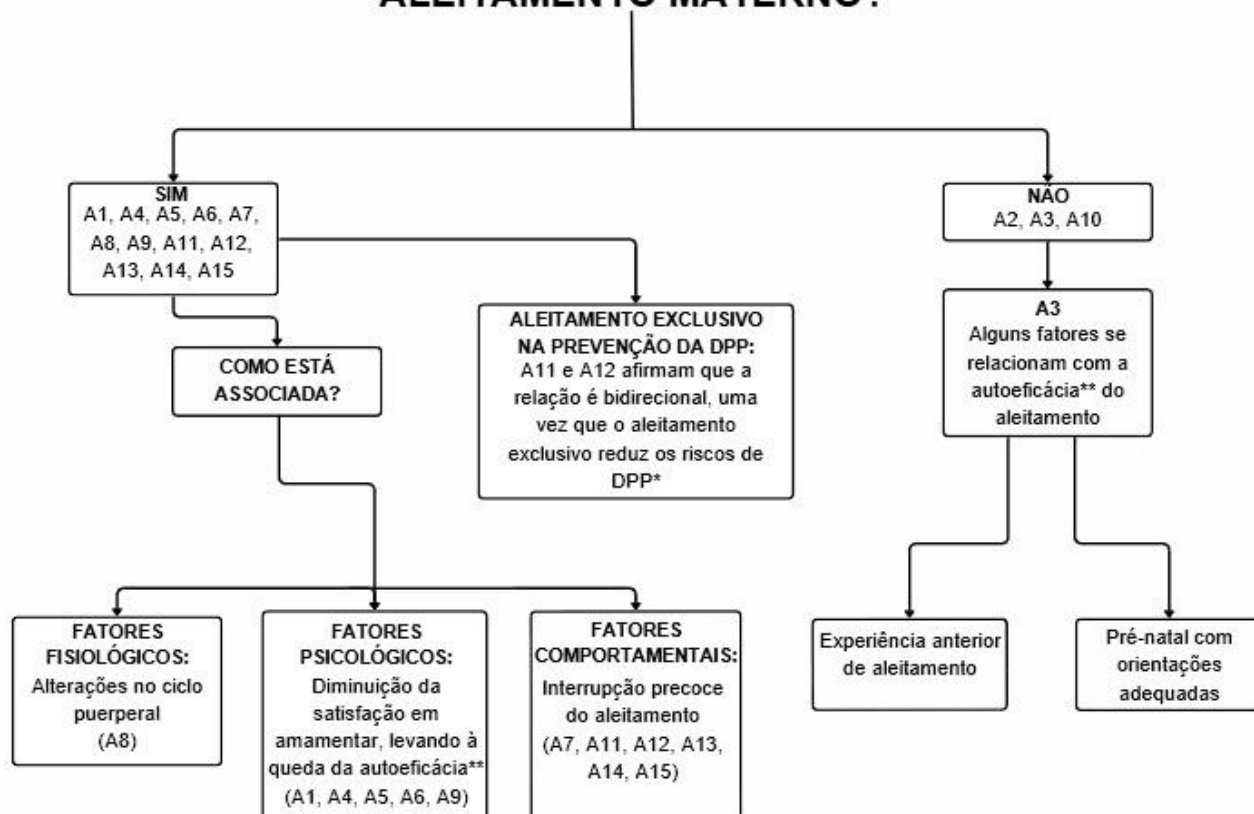 ALEITAMENTO MATERNO?
SIM
A1, A4, A5, A6, A7,
A8, A9, A11, A12,
A13, A14, A15
NÃO
A2, A3, A10
ALEITAMENTO EXCLUSIVO
NA PREVENÇÃO DA DPP:
A11 e A12 afirmam que a
relação é bidirecional, uma
vez que o aleitamento
exclusivo reduz os riscos de
DPP*
A3
Alguns fatores se
relacionam com a
autoeficácia** do
aleitamento
COMO ESTÁ
ASSOCIADA?
FATORES
FISIOLÓGICOS:
Alterações no ciclo
puerperal
(A8)
FATORES
PSICOLÓGICOS:
Diminuição da
satisfação em
amamentar, levando à
queda da autoeficácia**
(A1, A4, A5, A6, A9)
FATORES
COMPORTAMENTAIS:
Interrupção precoce
do aleitamento
(A7, A11, A12, A13,
A14, A15)
Experiência anterior
de aleitamento
Pré-natal com
orientações
adequadas